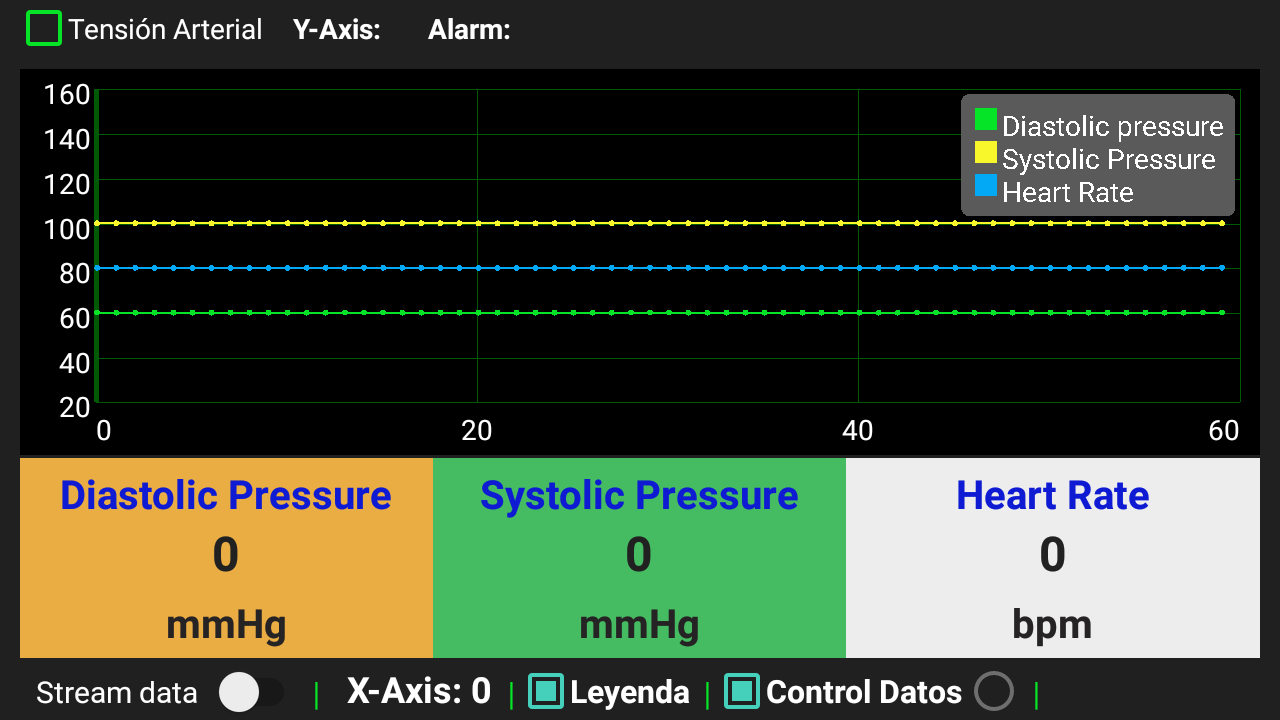 Tensión Arterial Y-Axis: Alarm:
160
140
120
100
80
60
40
20
0 20 40 60
Diastolic pressure
Systolic Pressure
Heart Rate
Diastolic Pressure
0
mmHg
Systolic Pressure
0
mmHg
Heart Rate
0
bpm
Stream data | X-Axis: 0 | Leyenda | Control Datos |